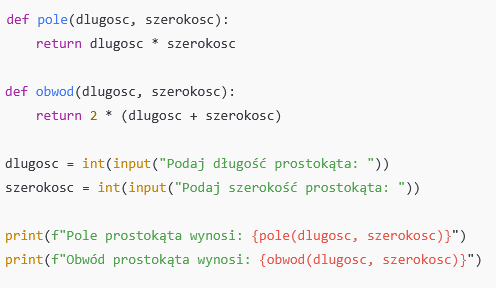 def pole(dlugosc, szerokosc):
    return dlugosc * szerokosc

def obwod(dlugosc, szerokosc):
    return 2 * (dlugosc + szerokosc)

dlugosc = int(input("Podaj długość prostokąta: "))
szerokosc = int(input("Podaj szerokość prostokąta: "))

print(f"Pole prostokąta wynosi: {pole(dlugosc, szerokosc)}")
print(f"Obwód prostokąta wynosi: {obwod(dlugosc, szerokosc)}")